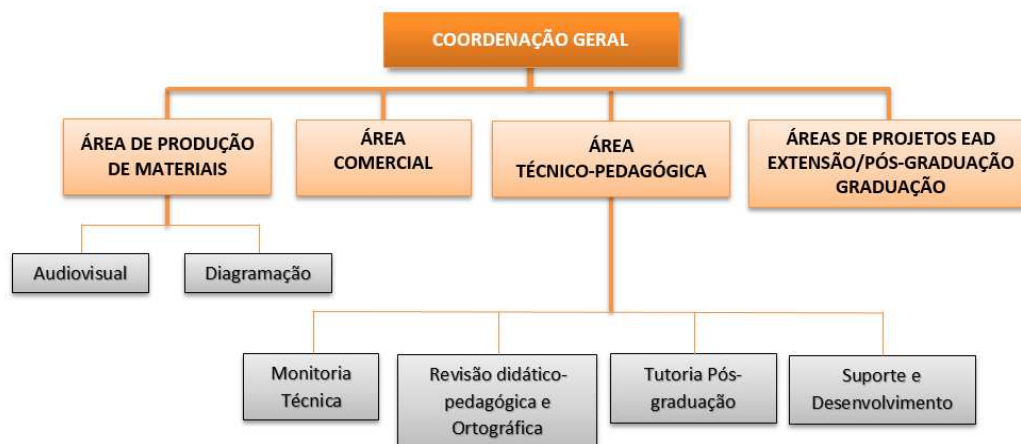 COORDENAÇÃO GERAL
ÁREA DE PRODUÇÃO
DE MATERIAIS
ÁREA
COMERCIAL
ÁREA
TÉCNICO-PEDAGÓGICA
ÁREAS DE PROJETOS EAD
EXTENSÃO/PÓS-GRADUAÇÃO
GRADUAÇÃO
Audiovisual
Diagramação
Monitoria
Técnica
Revisão didático-
pedagógica e
Ortográfica
Tutoria Pós-
graduação
Suporte e
Desenvolvimento